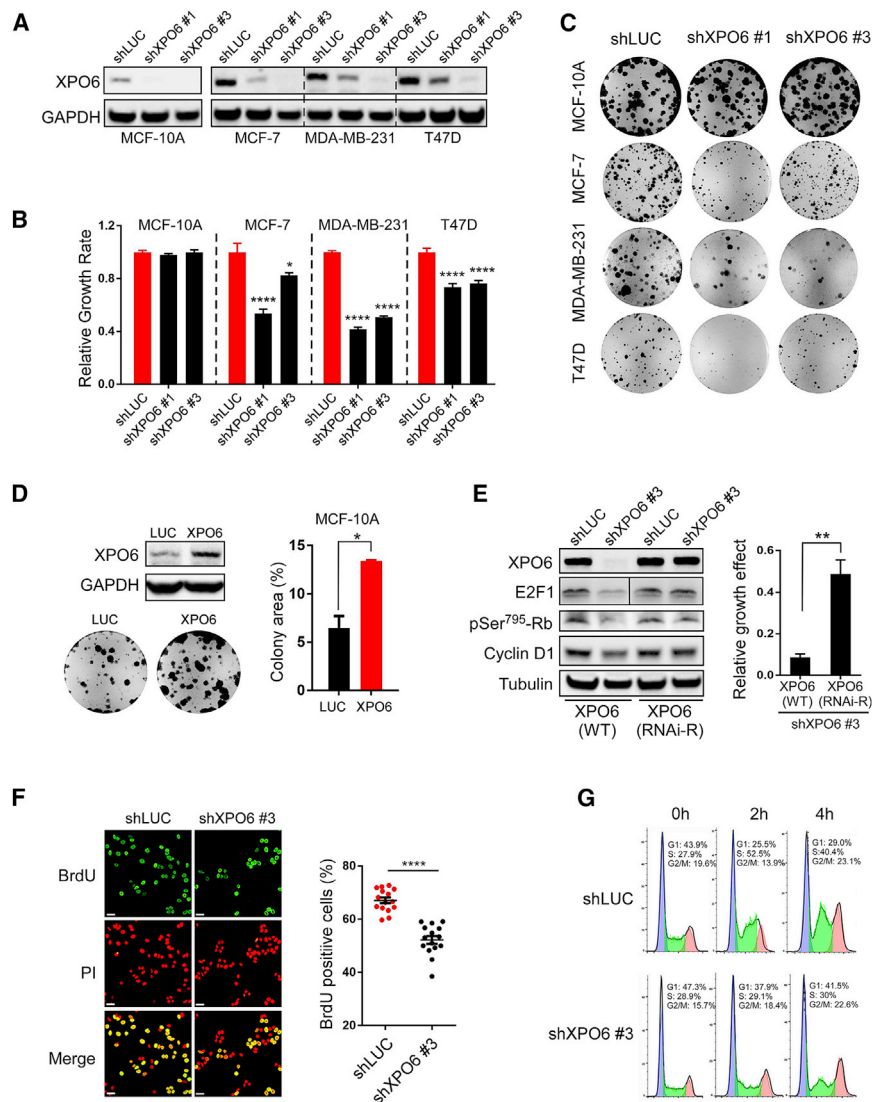 A
shLUC
shXPO6 #1
shXPO6 #3
shLUC
shXPO6 #1
shXPO6 #3
shLUC
shXPO6 #1
shXPO6 #3
shLUC
shXPO6 #1
shXPO6 #3
XPO6
GAPDH
MCF-10A
MCF-7
MDA-MB-231
T47D
B
MCF-10A
MCF-7
MDA-MB-231
T47D
Relative Growth Rate
1.2
0.8
0.4
0.0
****
*
****
****
****
****
shLUC
shXPO6 #1
shXPO6 #3
shLUC
shXPO6 #1
shXPO6 #3
shLUC
shXPO6 #1
shXPO6 #3
shLUC
shXPO6 #1
shXPO6 #3
C
shLUC shXPO6 #1 shXPO6 #3
MCF-10A
MCF-7
MDA-MB-231
T47D
D
LUC XPO6
XPO6
GAPDH
LUC XPO6
MCF-10A
*
Colony area (%)
15
10
5
0
LUC XPO6
E
shLUC
shXPO6 #3
shLUC
shXPO6 #3
XPO6
E2F1
pSer795-Rb
Cyclin D1
Tubulin
XPO6 XPO6
(WT) (RNAi-R)
Relative growth effect
**
0.6
0.4
0.2
0.0
XPO6 XPO6
(WT) (RNAi-R)
shXPO6 #3
F
shLUC shXPO6 #3
BrdU
PI
Merge
BrdU positiive cells (%)
****
80
60
40
20
shLUC
shXPO6 #3
G
0h 2h 4h
shLUC
G1: 43.9%
S: 27.9%
G2/M: 19.6%
G1: 25.5%
S: 52.5%
G2/M: 13.9%
G1: 29.0%
S: 40.4%
G2/M: 23.1%
shXPO6 #3
G1: 47.3%
S: 28.9%
G2/M: 15.7%
G1: 37.9%
S: 29.1%
G2/M: 18.4%
G1: 41.5%
S: 30%
G2/M: 22.6%